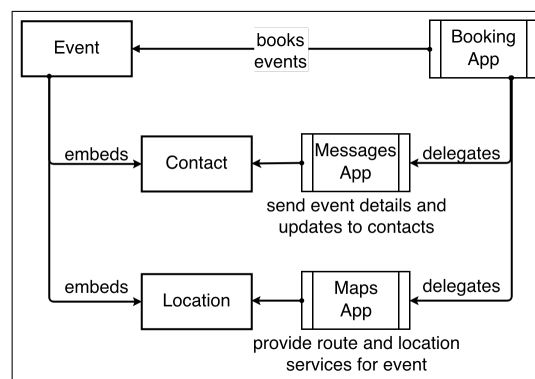 Event
books
events
Booking
App
embeds
Contact
Messages
App
delegates
send event details and
updates to contacts
embeds
Location
Maps
App
delegates
provide route and location
services for event